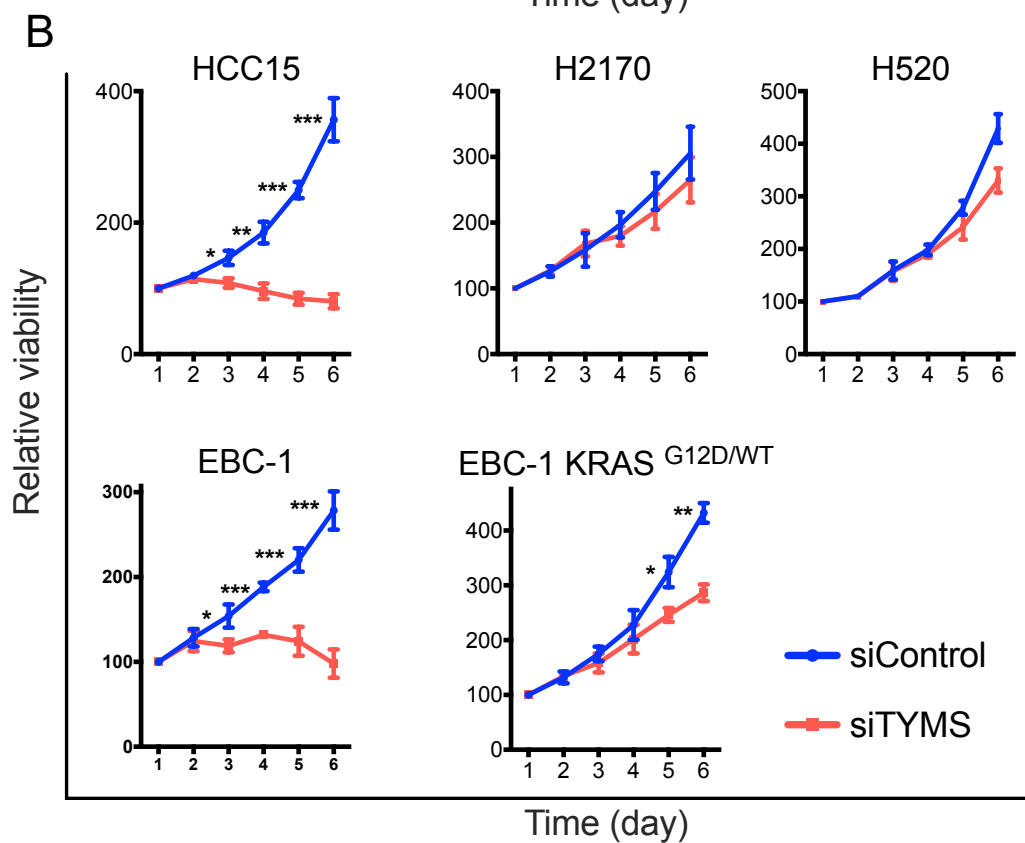 Time (day)
B
HCC15
400
200
0
1 2 3 4 5 6
*
**
***
***
H2170
400
300
200
100
0
1 2 3 4 5 6
H520
500
400
300
200
100
0
1 2 3 4 5 6
Relative viability
EBC-1
300
200
100
0
1 2 3 4 5 6
*
***
***
***
EBC-1 KRAS G12D/WT
400
300
200
100
0
1 2 3 4 5 6
*
**
siControl
siTYMS
Time (day)